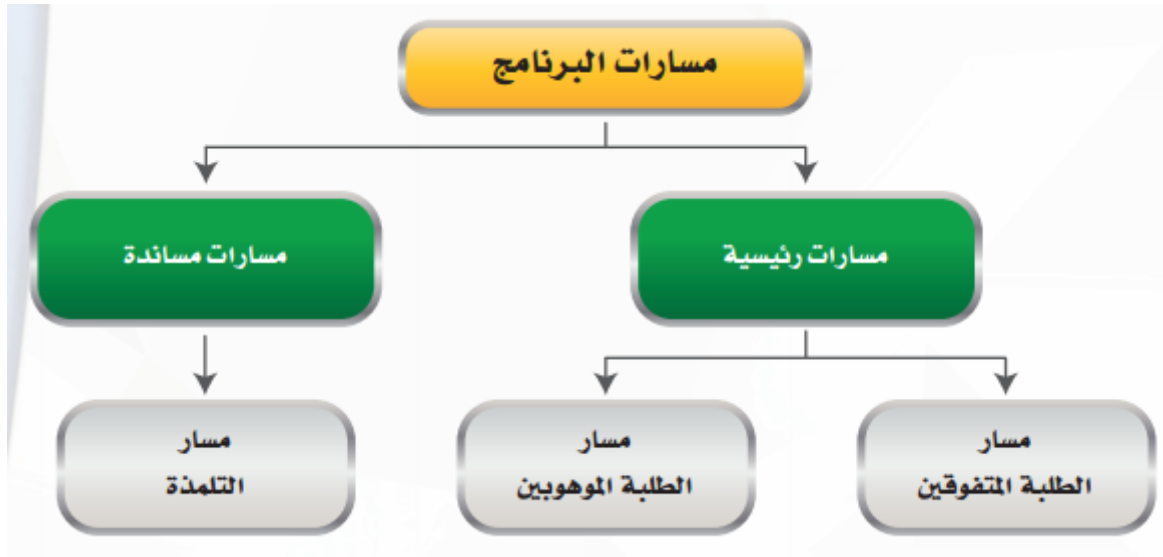 مسارات البرنامج
مسارات رئيسية
مسارات مساندة
مسار
الطلبة المتفوقين
مسار
الطلبة الموهوبين
مسار
التلمذة